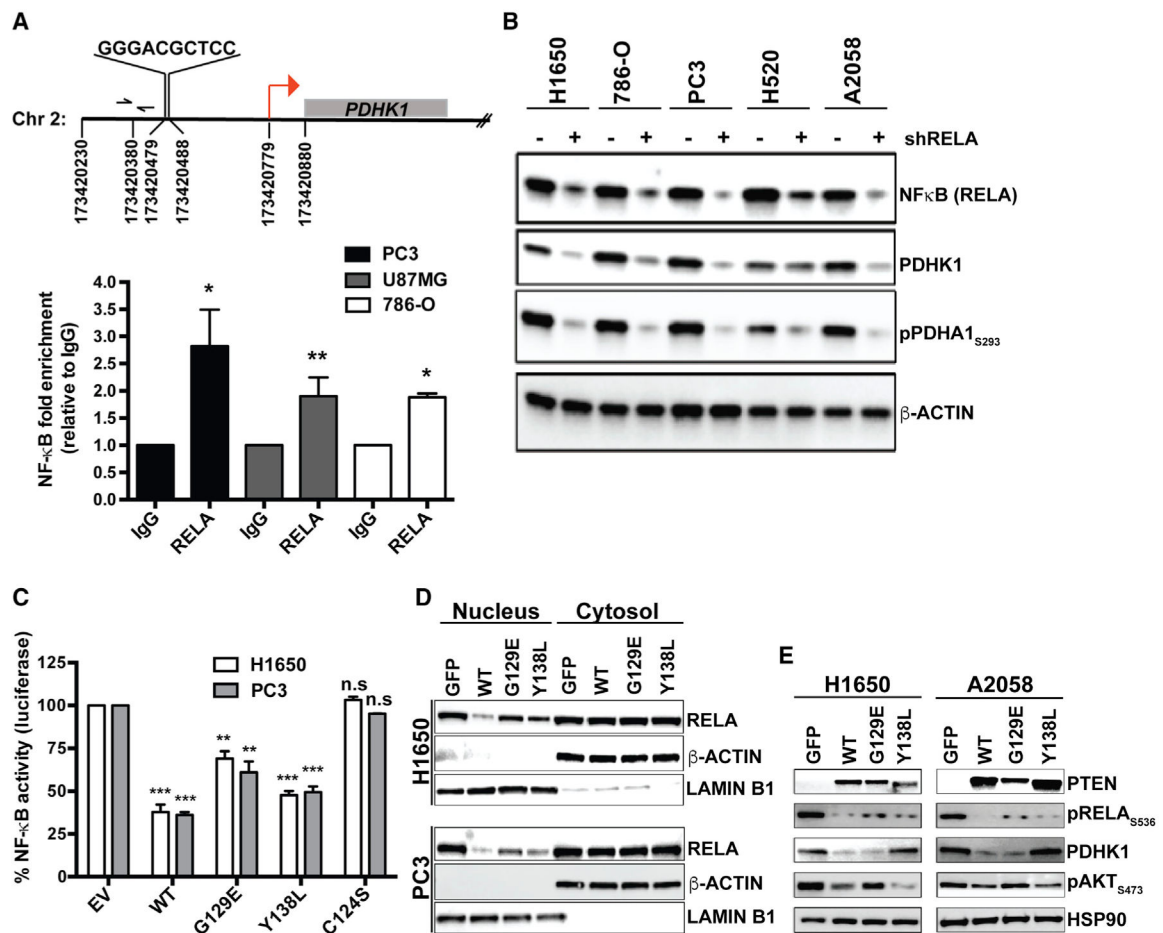 A
GGGACGCTCC
PDHK1
Chr 2:
173420230
173420380
173420479
173420488
173420779
173420880
PC3
U87MG
786-O
NF-κB fold enrichment
(relative to IgG)
4.0
3.5
3.0
2.5
2.0
1.5
1.0
0.5
0.0
*
**
*
IgG
RELA
IgG
RELA
IgG
RELA
B
H1650
786-O
PC3
H520
A2058
- + - + - + - + - + shRELA
NFκB (RELA)
PDHK1
pPDHA1S293
β-ACTIN
C
% NF-κB activity (luciferase)
125
100
75
50
25
0
H1650
PC3
*** ***
** **
*** ***
n.s n.s
EV
WT
G129E
Y138L
C124S
D
Nucleus Cytosol
GFP WT G129E Y138L GFP WT G129E Y138L
H1650
RELA
β-ACTIN
LAMIN B1
PC3
RELA
β-ACTIN
LAMIN B1
E
H1650 A2058
GFP WT G129E Y138L GFP WT G129E Y138L
PTEN
pRELAS536
PDHK1
pAKTS473
HSP90